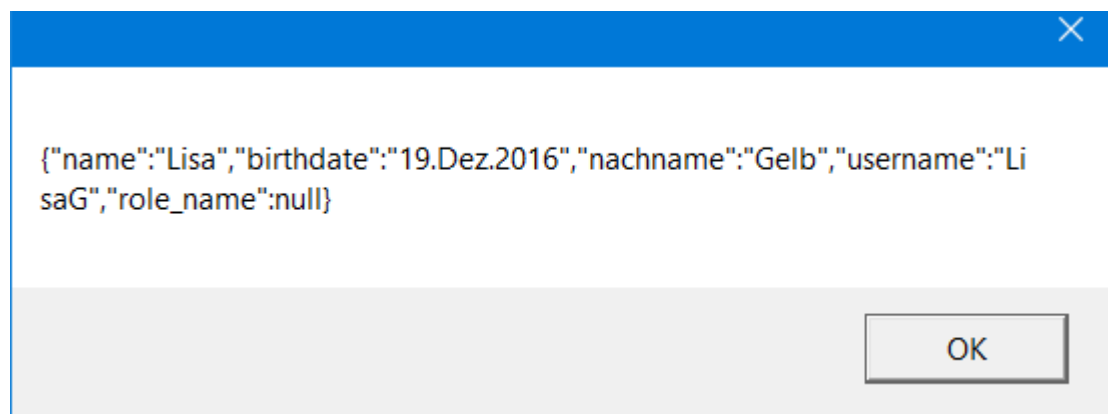 {"name":"Lisa","birthdate":"19.Dez.2016","nachname":"Gelb","username":"Li
saG","role_name":null}
OK